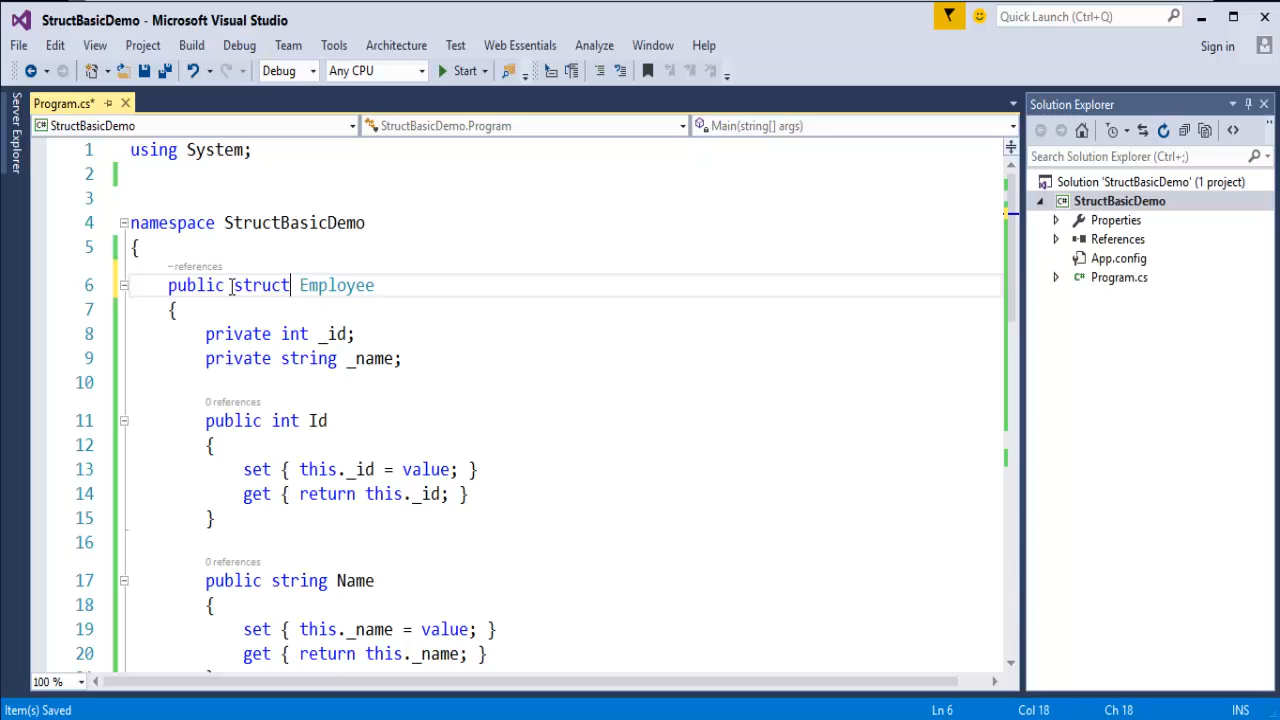 StructBasicDemo - Microsoft Visual Studio
Quick Launch (Ctrl+Q)
File Edit View Project Build Debug Team Tools Architecture Test Web Essentials Analyze Window Help
Sign in
Debug Any CPU Start
Server Explorer
Program.cs*
Solution Explorer
StructBasicDemo StructBasicDemo.Program Main(string[] args)
Search Solution Explorer (Ctrl+;)
Solution 'StructBasicDemo' (1 project)
StructBasicDemo
Properties
References
App.config
Program.cs
1 using System;
2
3
4 namespace StructBasicDemo
5 {
– references
6 public struct Employee
7 {
8 private int _id;
9 private string _name;
10
0 references
11 public int Id
12 {
13 set { this._id = value; }
14 get { return this._id; }
15 }
16
0 references
17 public string Name
18 {
19 set { this._name = value; }
20 get { return this._name; }
100 %
Item(s) Saved Ln 6 Col 18 Ch 18 INS